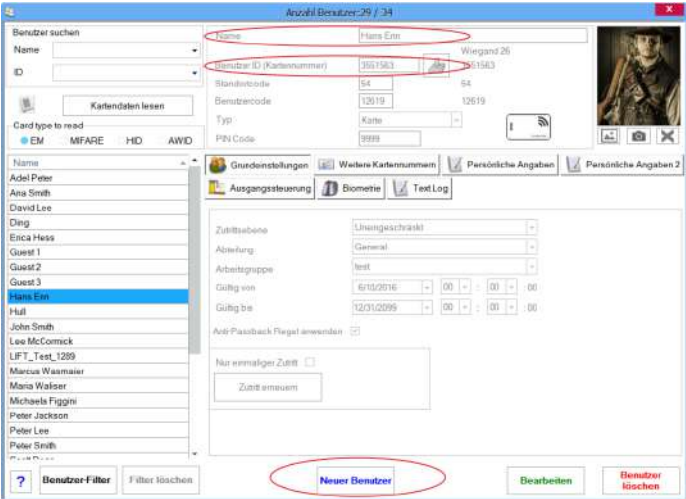 Anzahl Benutzer:29 / 34
x
Benutzer suchen
Name
ID
Kartendaten lesen
Card type to read
EM MIFARE HID AWID
Name Hans Enn
Wiegand 26
Benutzer ID (Kartennummer) 3551563 3551563
Standortcode 54 54
Benutzercode 12619 12619
Typ Karte
PIN Code 9999
Name
Adel Peter
Ana Smith
David Lee
Ding
Erica Hess
Guest 1
Guest 2
Guest 3
Hans Enn
Hull
John Smith
Lee McCormick
LIFT_Test_1289
Marcus Wasmaier
Maria Waliser
Michaela Figgini
Peter Jackson
Peter Lee
Peter Smith
Grundeinstellungen Weitere Kartennummern Persönliche Angaben Persönliche Angaben 2
Ausgangssteuerung Biometrie Text Log
Zutrittsebene Uneingeschränkt
Abteilung General
Arbeitsgruppe test
Gültig von 6/10/2016 00 : 00 : 00
Gültig bis 12/31/2099 00 : 00 : 00
Anti-Passback Regel anwenden
Nur einmaliger Zutritt
Zutritt erneuern
? Benutzer-Filter Filter löschen Neuer Benutzer Bearbeiten Benutzer löschen